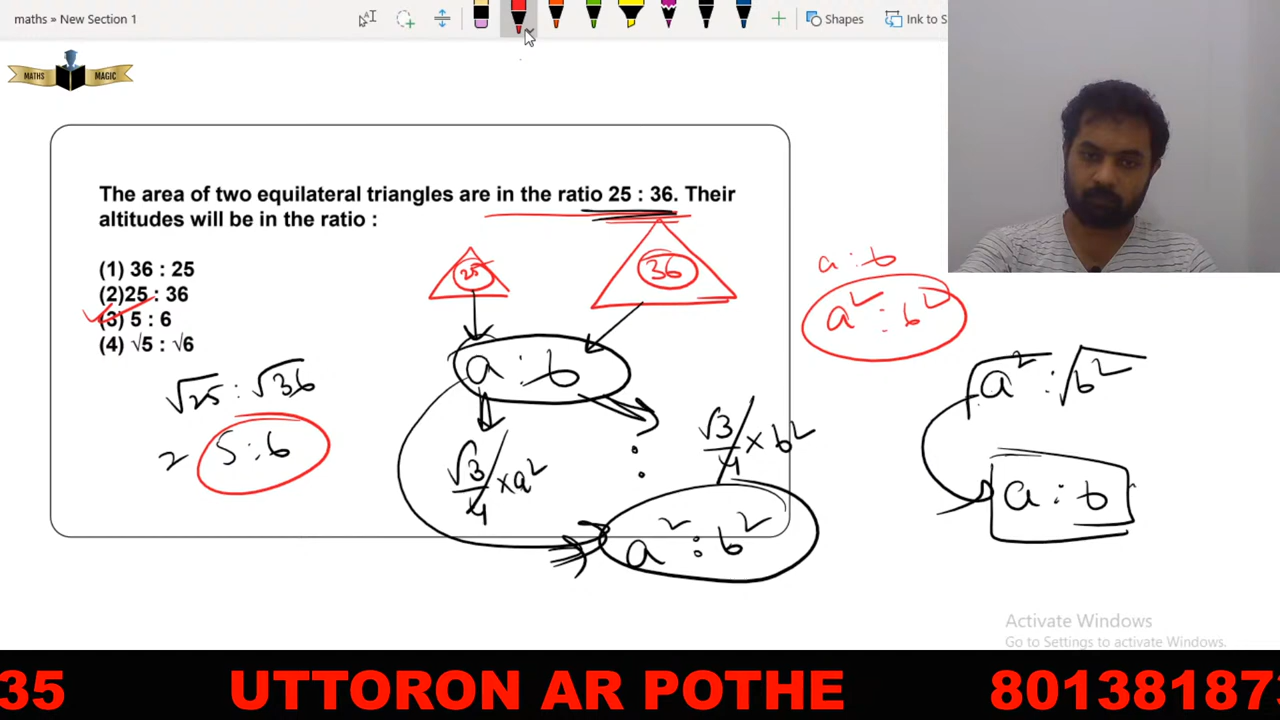 maths » New Section 1
Shapes
Ink to S
MATHS
MAGIC
The area of two equilateral triangles are in the ratio 25 : 36. Their
altitudes will be in the ratio :
(1) 36 : 25
(2)25 : 36
(3) 5 : 6
(4) √5 : √6
25
36
a : b
a² : b²
a : b
√25 : √36
5 : 6
√3/4 × a²
√3/4 × b²
a² : b²
√a² : √b²
a : b
Activate Windows
Go to Settings to activate Windows.
35 UTTORON AR POTHE 801381187